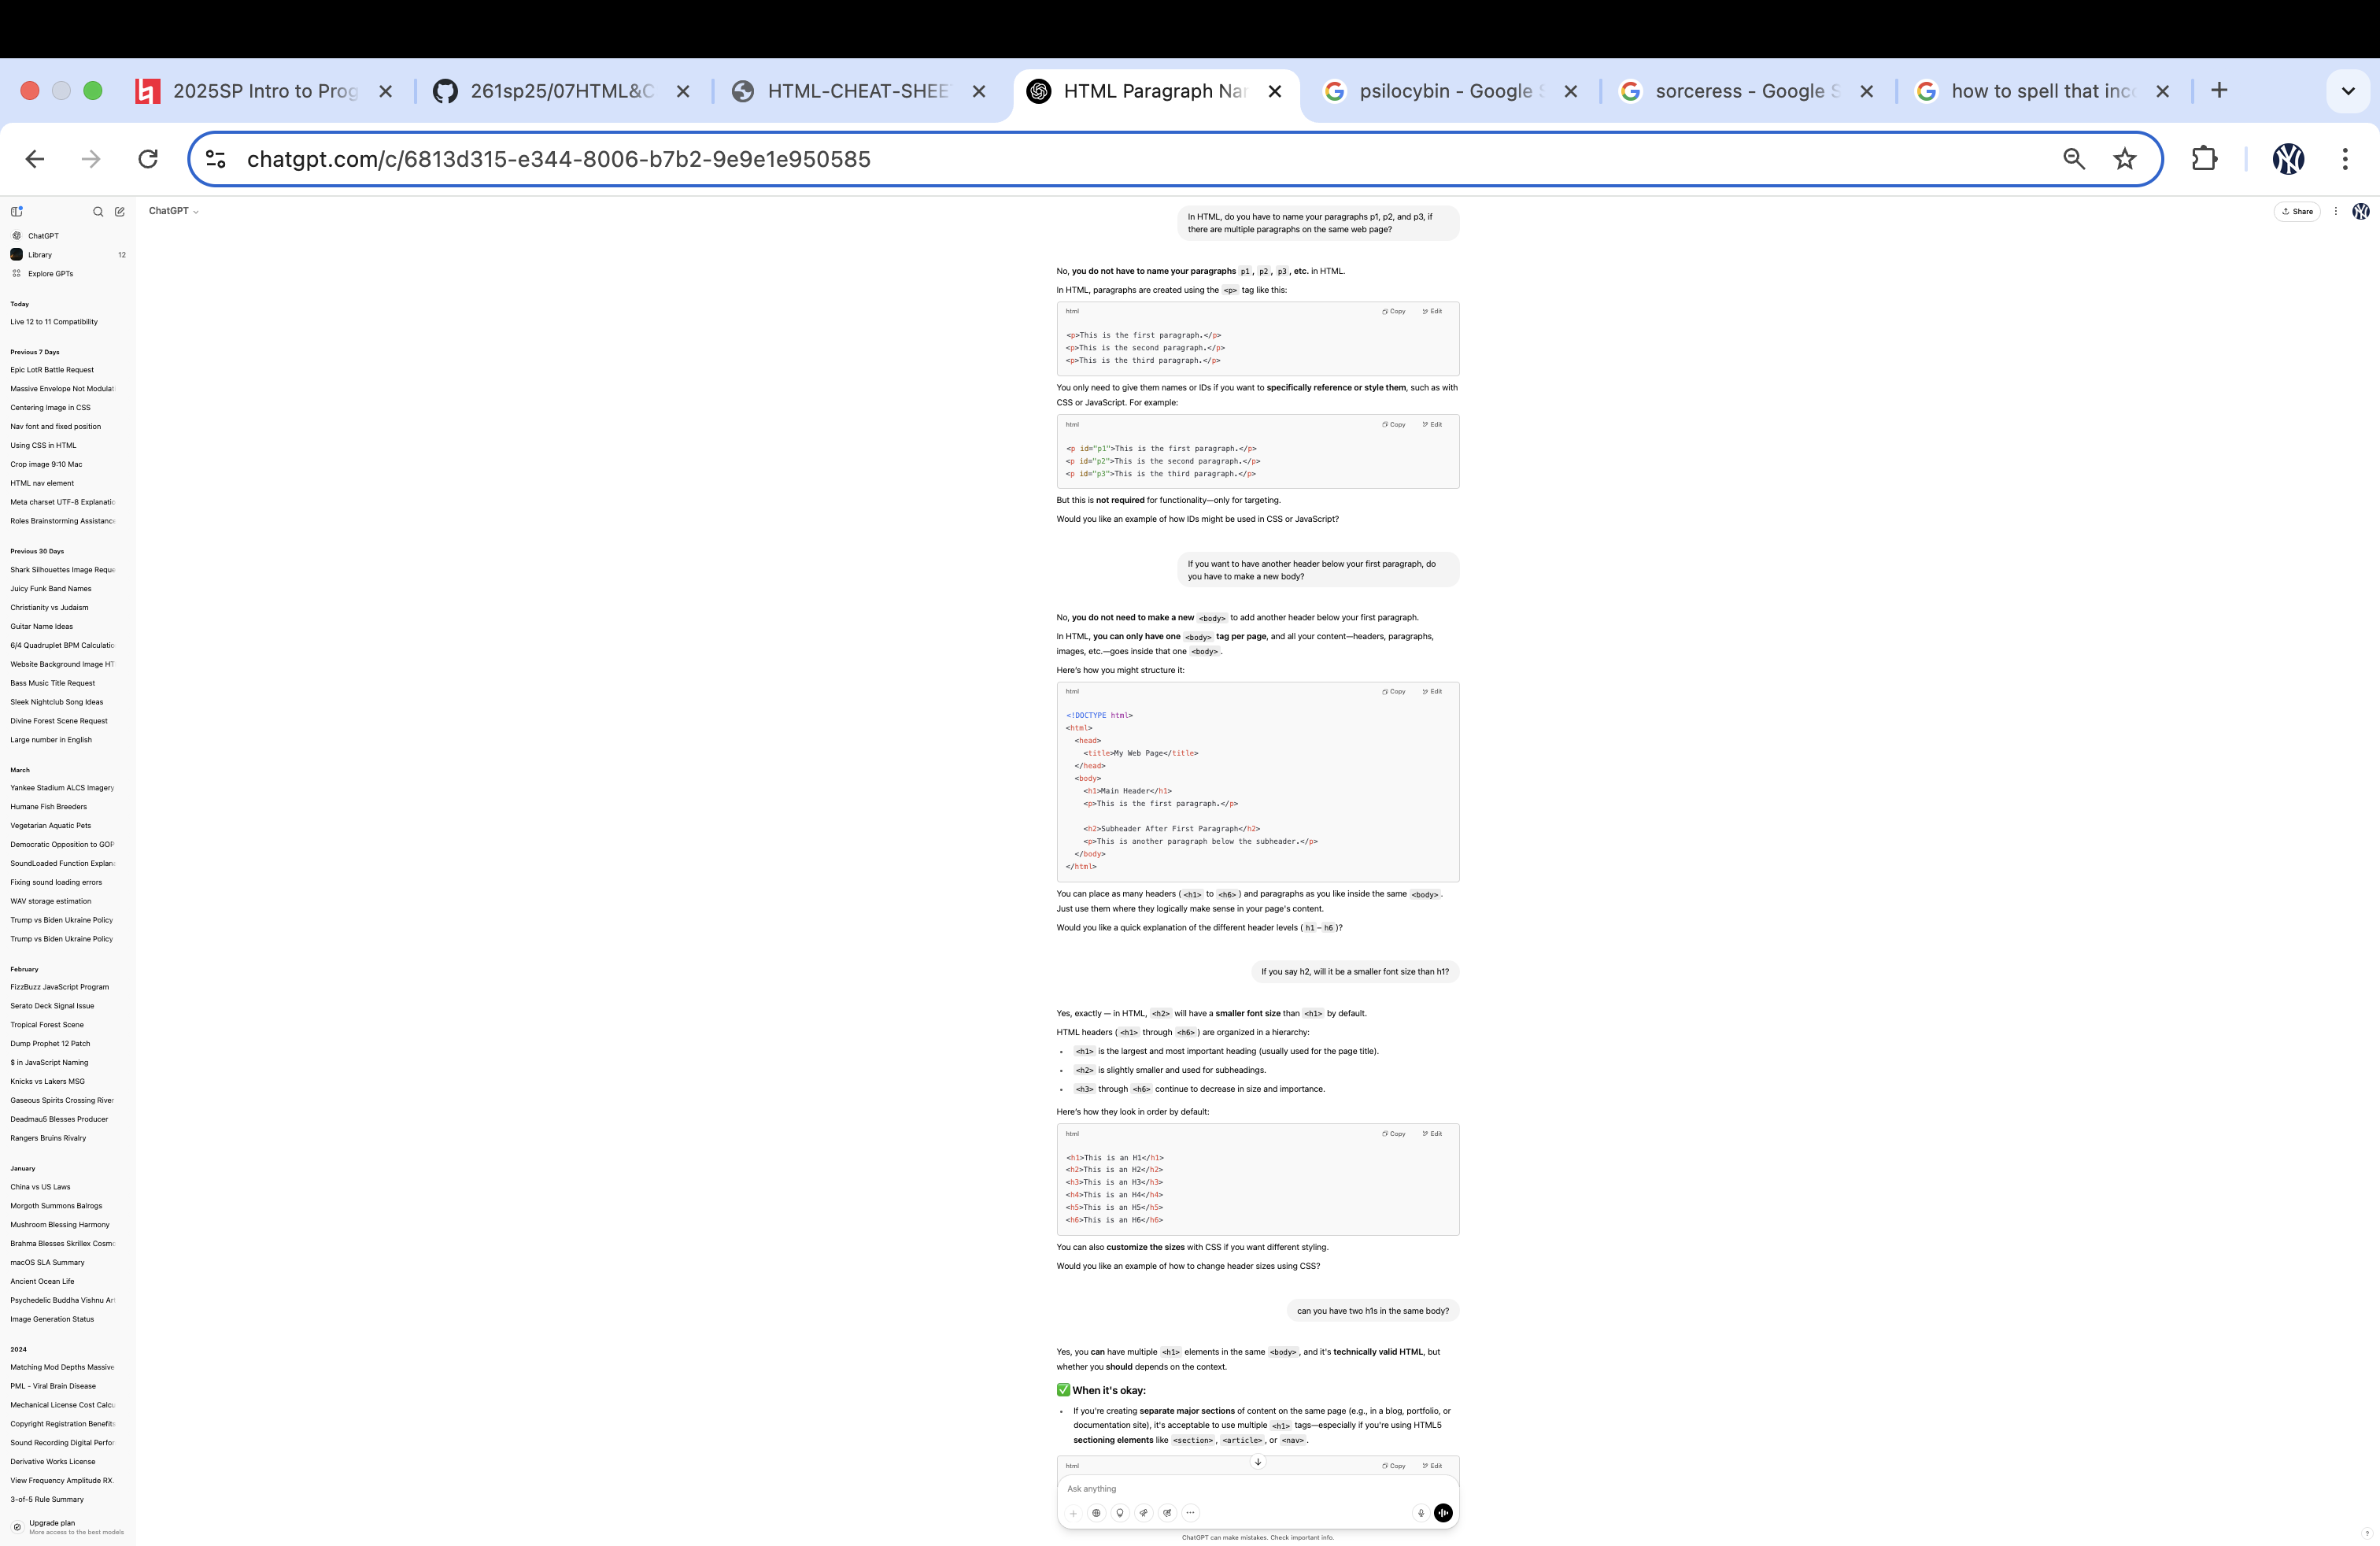 2025SP Intro to Prog
261sp25/07HTML&C
HTML-CHEAT-SHEE
HTML Paragraph Nar
psilocybin - Google S
sorceress - Google S
how to spell that inc
chatgpt.com/c/6813d315-e344-8006-b7b2-9e9e1e950585
ChatGPT
Library 12
Explore GPTs
Today
Live 12 to 11 Compatibility
Previous 7 Days
Epic LotR Battle Request
Massive Envelope Not Modulat
Centering Image in CSS
Nav font and fixed position
Using CSS in HTML
Crop image 9:10 Mac
HTML nav element
Meta charset UTF-8 Explanatic
Roles Brainstorming Assistance
Previous 30 Days
Shark Silhouettes Image Reque
Juicy Funk Band Names
Christianity vs Judaism
Guitar Name Ideas
6/4 Quadruplet BPM Calculatio
Website Background Image HT
Bass Music Title Request
Sleek Nightclub Song Ideas
Divine Forest Scene Request
Large number in English
March
Yankee Stadium ALCS Imagery
Humane Fish Breeders
Vegetarian Aquatic Pets
Democratic Opposition to GOP
SoundLoaded Function Explana
Fixing sound loading errors
WAV storage estimation
Trump vs Biden Ukraine Policy
Trump vs Biden Ukraine Policy
February
FizzBuzz JavaScript Program
Serato Deck Signal Issue
Tropical Forest Scene
Dump Prophet 12 Patch
$ in JavaScript Naming
Knicks vs Lakers MSG
Gaseous Spirits Crossing River
Deadmau5 Blesses Producer
Rangers Bruins Rivalry
January
China vs US Laws
Morgoth Summons Balrogs
Mushroom Blessing Harmony
Brahma Blesses Skrillex Cosmo
macOS SLA Summary
Ancient Ocean Life
Psychedelic Buddha Vishnu Art
Image Generation Status
2024
Matching Mod Depths Massive
PML - Viral Brain Disease
Mechanical License Cost Calcu
Copyright Registration Benefits
Sound Recording Digital Perfor
Derivative Works License
View Frequency Amplitude RX
3-of-5 Rule Summary
Upgrade plan
More access to the best models
ChatGPT
Share
In HTML, do you have to name your paragraphs p1, p2, and p3, if
there are multiple paragraphs on the same web page?
No, you do not have to name your paragraphs p1, p2, p3, etc. in HTML.
In HTML, paragraphs are created using the <p> tag like this:
html Copy Edit
<p>This is the first paragraph.</p>
<p>This is the second paragraph.</p>
<p>This is the third paragraph.</p>
You only need to give them names or IDs if you want to specifically reference or style them, such as with
CSS or JavaScript. For example:
html Copy Edit
<p id="p1">This is the first paragraph.</p>
<p id="p2">This is the second paragraph.</p>
<p id="p3">This is the third paragraph.</p>
But this is not required for functionality—only for targeting.
Would you like an example of how IDs might be used in CSS or JavaScript?
If you want to have another header below your first paragraph, do
you have to make a new body?
No, you do not need to make a new <body> to add another header below your first paragraph.
In HTML, you can only have one <body> tag per page, and all your content—headers, paragraphs,
images, etc.—goes inside that one <body>.
Here's how you might structure it:
html Copy Edit
<!DOCTYPE html>
<html>
<head>
<title>My Web Page</title>
</head>
<body>
<h1>Main Header</h1>
<p>This is the first paragraph.</p>
<h2>Subheader After First Paragraph</h2>
<p>This is another paragraph below the subheader.</p>
</body>
</html>
You can place as many headers (<h1> to <h6>) and paragraphs as you like inside the same <body>.
Just use them where they logically make sense in your page's content.
Would you like a quick explanation of the different header levels (h1–h6)?
If you say h2, will it be a smaller font size than h1?
Yes, exactly — in HTML, <h2> will have a smaller font size than <h1> by default.
HTML headers (<h1> through <h6>) are organized in a hierarchy:
• <h1> is the largest and most important heading (usually used for the page title).
• <h2> is slightly smaller and used for subheadings.
• <h3> through <h6> continue to decrease in size and importance.
Here's how they look in order by default:
html Copy Edit
<h1>This is an H1</h1>
<h2>This is an H2</h2>
<h3>This is an H3</h3>
<h4>This is an H4</h4>
<h5>This is an H5</h5>
<h6>This is an H6</h6>
You can also customize the sizes with CSS if you want different styling.
Would you like an example of how to change header sizes using CSS?
can you have two h1s in the same body?
Yes, you can have multiple <h1> elements in the same <body>, and it's technically valid HTML, but
whether you should depends on the context.
✅ When it's okay:
• If you're creating separate major sections of content on the same page (e.g., in a blog, portfolio, or
documentation site), it's acceptable to use multiple <h1> tags—especially if you're using HTML5
sectioning elements like <section>, <article>, or <nav>.
html Copy Edit
Ask anything
ChatGPT can make mistakes. Check important info.
?